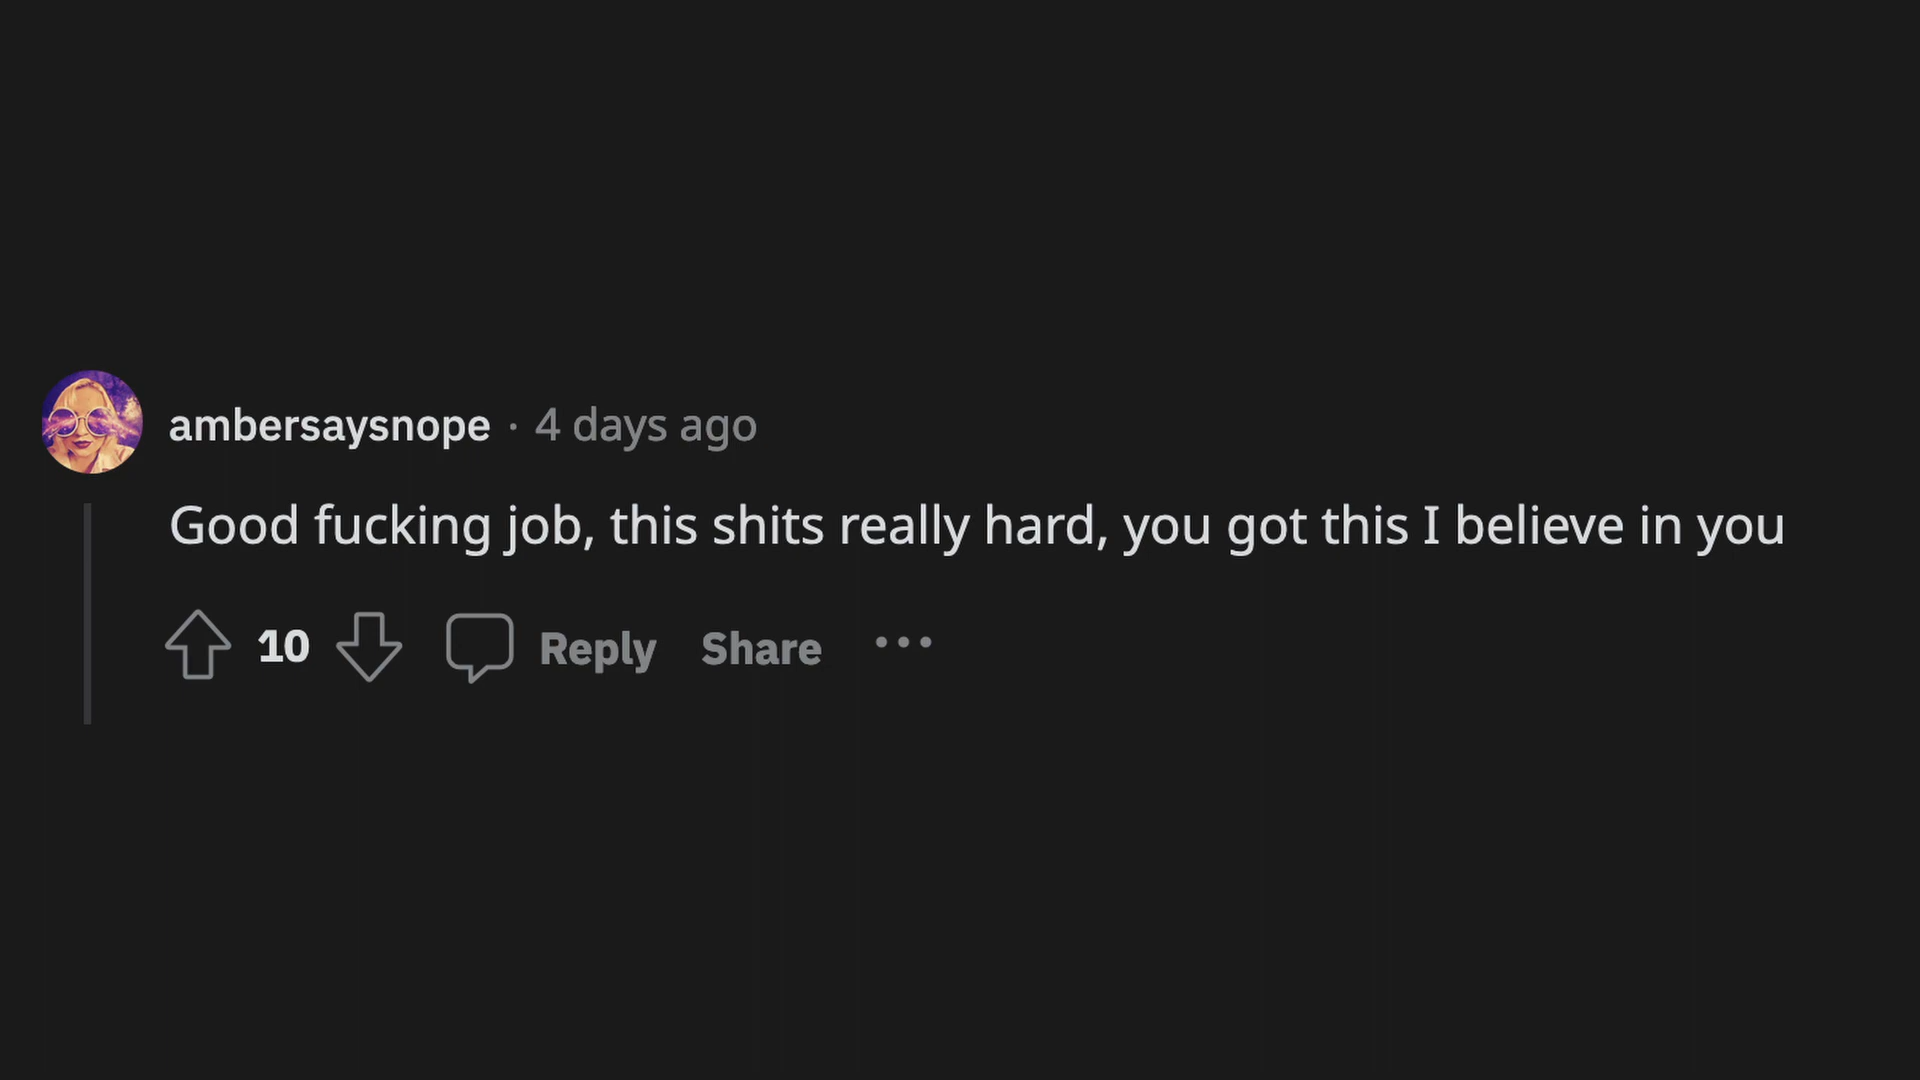 ambersaysnope · 4 days ago
Good fucking job, this shits really hard, you got this I believe in you
10 Reply Share ...